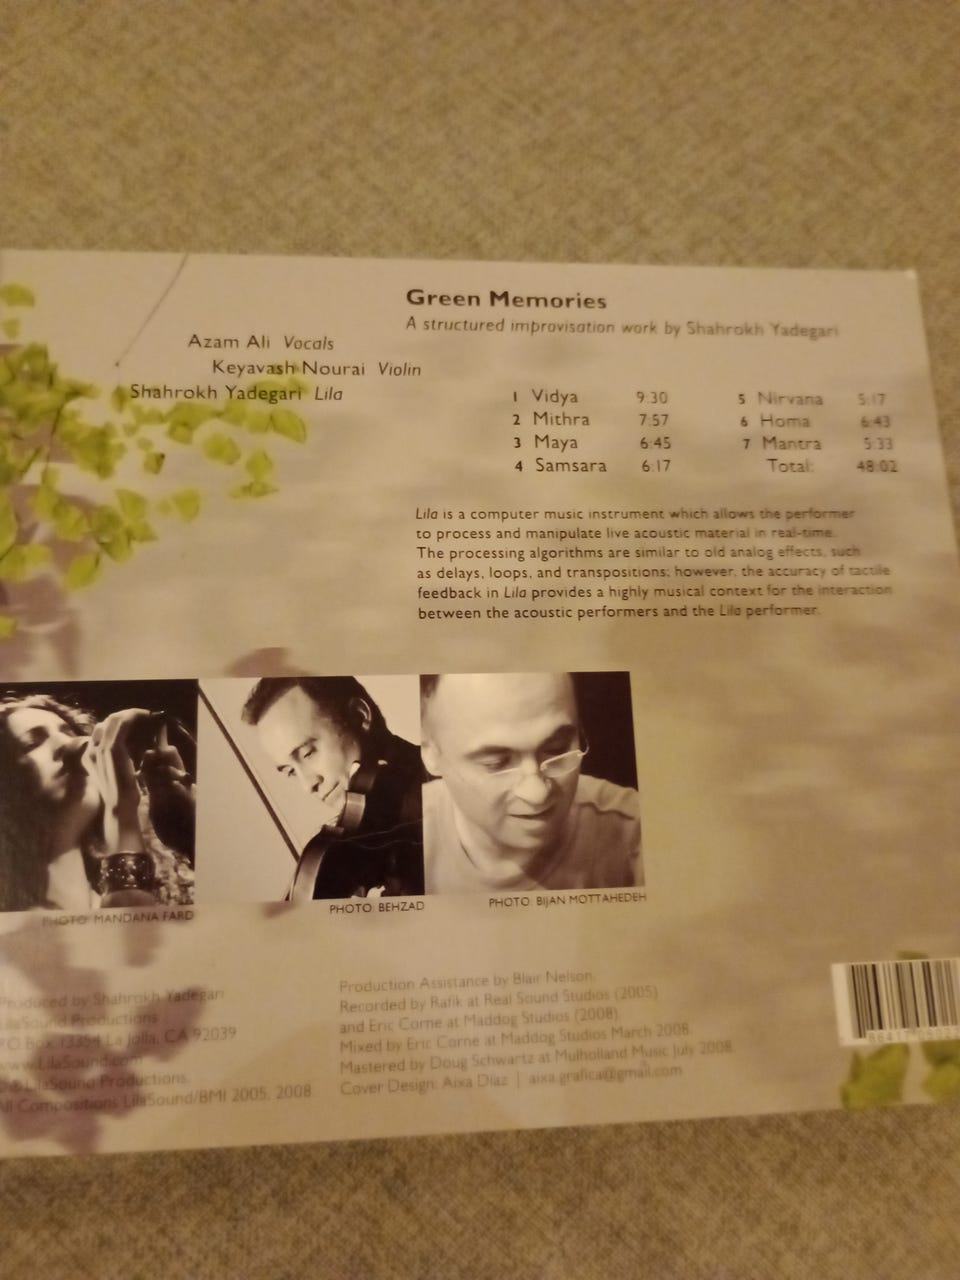 Green Memories
A structured improvisation work by Shahrokh Yadegari
Azam Ali Vocals
Keyavash Nourai Violin
Shahrokh Yadegari Lila
1 Vidya 9:30
2 Mithra 7:57
3 Maya 6:45
4 Samsara 6:17
5 Nirvana 5:17
6 Homa 6:43
7 Mantra 5:33
Total: 48:02
Lila is a computer music instrument which allows the performer
to process and manipulate live acoustic material in real-time.
The processing algorithms are similar to old analog effects, such
as delays, loops, and transpositions; however, the accuracy of tactile
feedback in Lila provides a highly musical context for the interaction
between the acoustic performers and the Lila performer.
PHOTO: MANDANA FARD
PHOTO: BEHZAD
PHOTO: BIJAN MOTTAHEDEH
Produced by Shahrokh Yadegari
LilaSound Productions
P.O. Box 13354 La Jolla, CA 92039
www.LilaSound.com
LilaSound Productions.
All Compositions LilaSound/BMI 2005, 2008
Production Assistance by Blair Nelson.
Recorded by Rafik at Real Sound Studios (2005)
and Eric Corne at Maddog Studios (2008).
Mixed by Eric Corne at Maddog Studios March 2008.
Mastered by Doug Schwartz at Mulholland Music July 2008.
Cover Design: Aixa Díaz | aixa.grafica@gmail.com